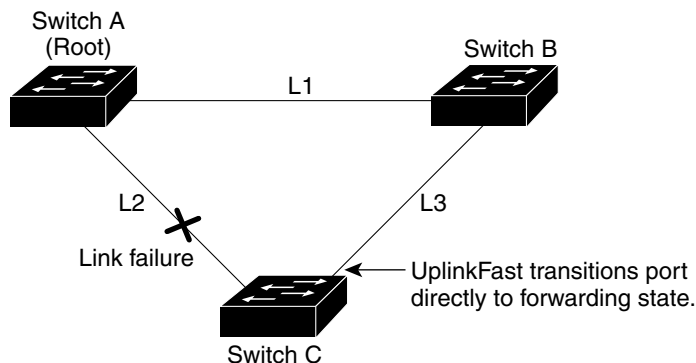 Switch A
(Root)
Switch B
L1
L2
L3
Link failure
UplinkFast transitions port
directly to forwarding state.
Switch C